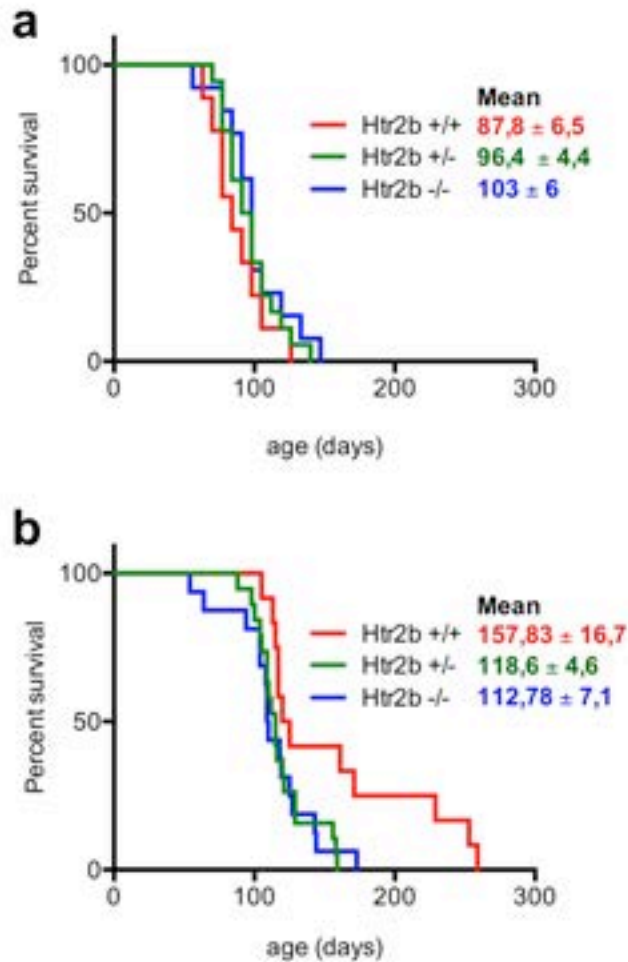 a
100
50
0
Percent survival
Mean
Htr2b +/+ 87,8 ± 6,5
Htr2b +/- 96,4 ± 4,4
Htr2b -/- 103 ± 6
0 100 200 300
age (days)
b
100
50
0
Percent survival
Mean
Htr2b +/+ 157,83 ± 16,7
Htr2b +/- 118,6 ± 4,6
Htr2b -/- 112,78 ± 7,1
0 100 200 300
age (days)